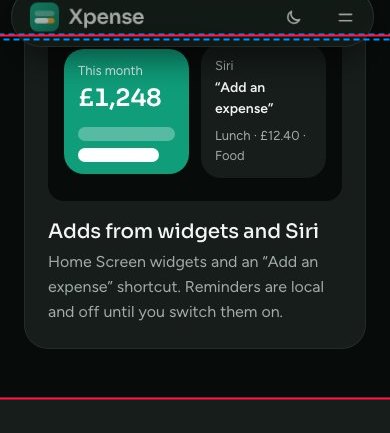 Xpense
This month
£1,248
Siri
“Add an
expense”
Lunch · £12.40 ·
Food
Adds from widgets and Siri
Home Screen widgets and an “Add an
expense” shortcut. Reminders are local
and off until you switch them on.